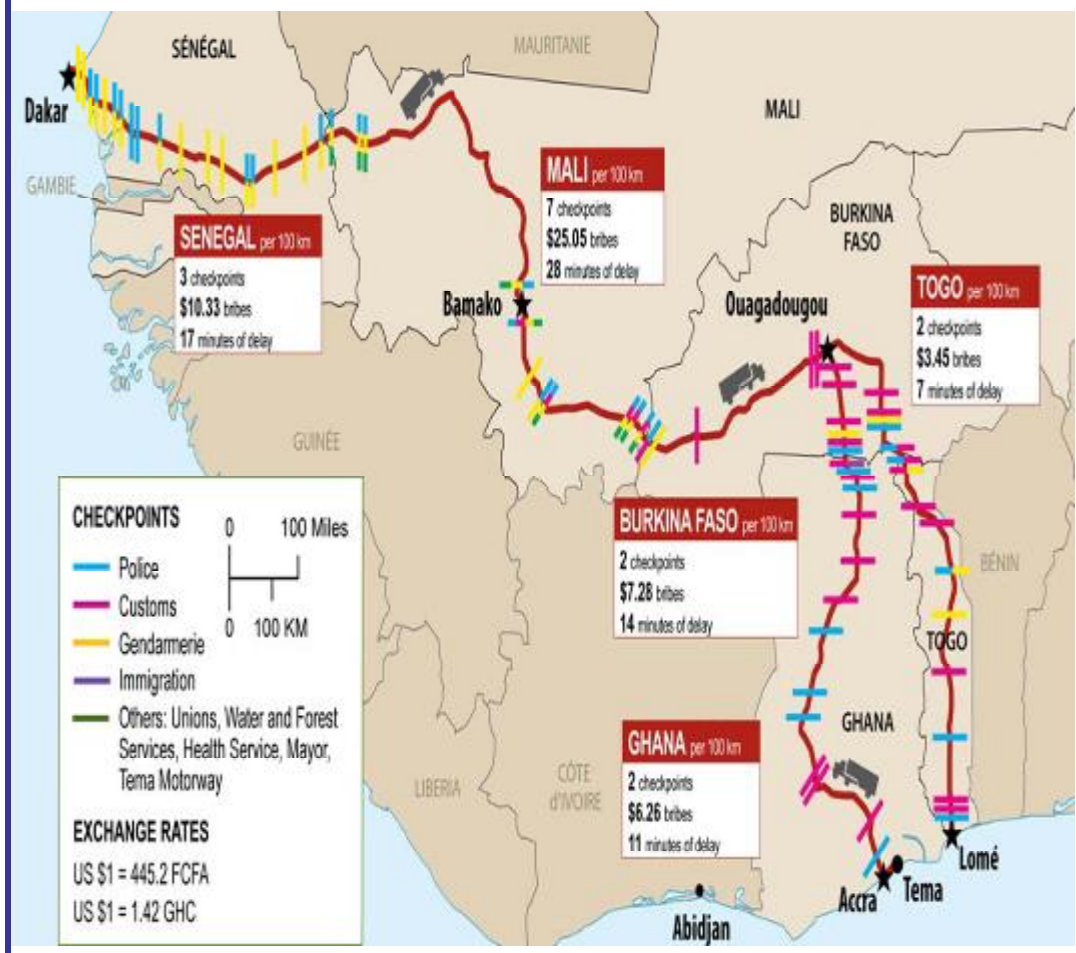 SÉNÉGAL
MAURITANIE
Dakar
MALI
GAMBIE
MALI per 100 km
7 checkpoints
$25.05 bribes
28 minutes of delay
BURKINA
FASO
SENEGAL per 100 km
3 checkpoints
$10.33 bribes
17 minutes of delay
Bamako
Ouagadougou
TOGO per 100 km
2 checkpoints
$3.45 bribes
7 minutes of delay
GUINÉE
CHECKPOINTS
Police
Customs
Gendarmerie
Immigration
Others: Unions, Water and Forest
Services, Health Service, Mayor,
Tema Motorway
0 100 Miles
0 100 KM
EXCHANGE RATES
US $1 = 445.2 FCFA
US $1 = 1.42 GHC
BURKINA FASO per 100 km
2 checkpoints
$7.28 bribes
14 minutes of delay
BÉNIN
TOGO
GHANA
GHANA per 100 km
2 checkpoints
$6.26 bribes
11 minutes of delay
LIBERIA
CÔTE
d'IVOIRE
Lomé
Tema
Accra
Abidjan